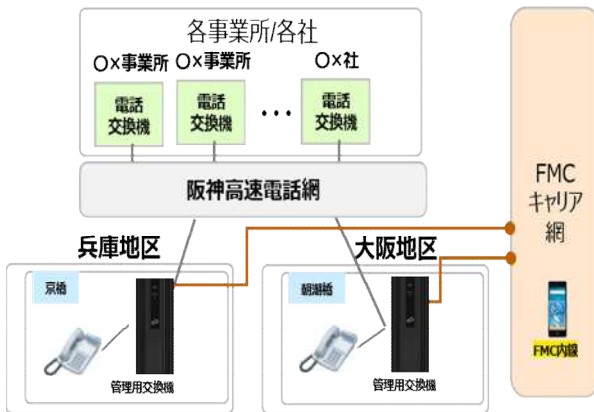 各事業所/各社
〇×事業所
〇×事業所
〇×社
電話
交換機
電話
交換機
・・・
電話
交換機
阪神高速電話網
兵庫地区
大阪地区
京橋
管理用交換機
朝潮橋
管理用交換機
FMC
キャリア
網
FMC内線